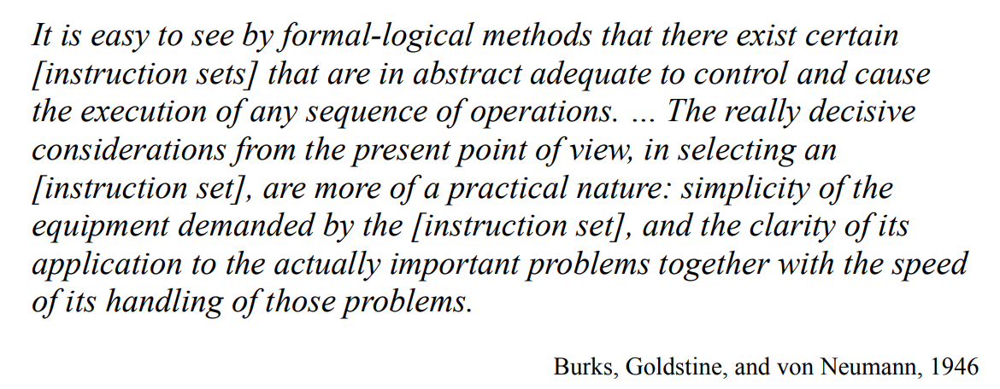 It is easy to see by formal-logical methods that there exist certain
[instruction sets] that are in abstract adequate to control and cause
the execution of any sequence of operations. … The really decisive
considerations from the present point of view, in selecting an
[instruction set], are more of a practical nature: simplicity of the
equipment demanded by the [instruction set], and the clarity of its
application to the actually important problems together with the speed
of its handling of those problems.
Burks, Goldstine, and von Neumann, 1946